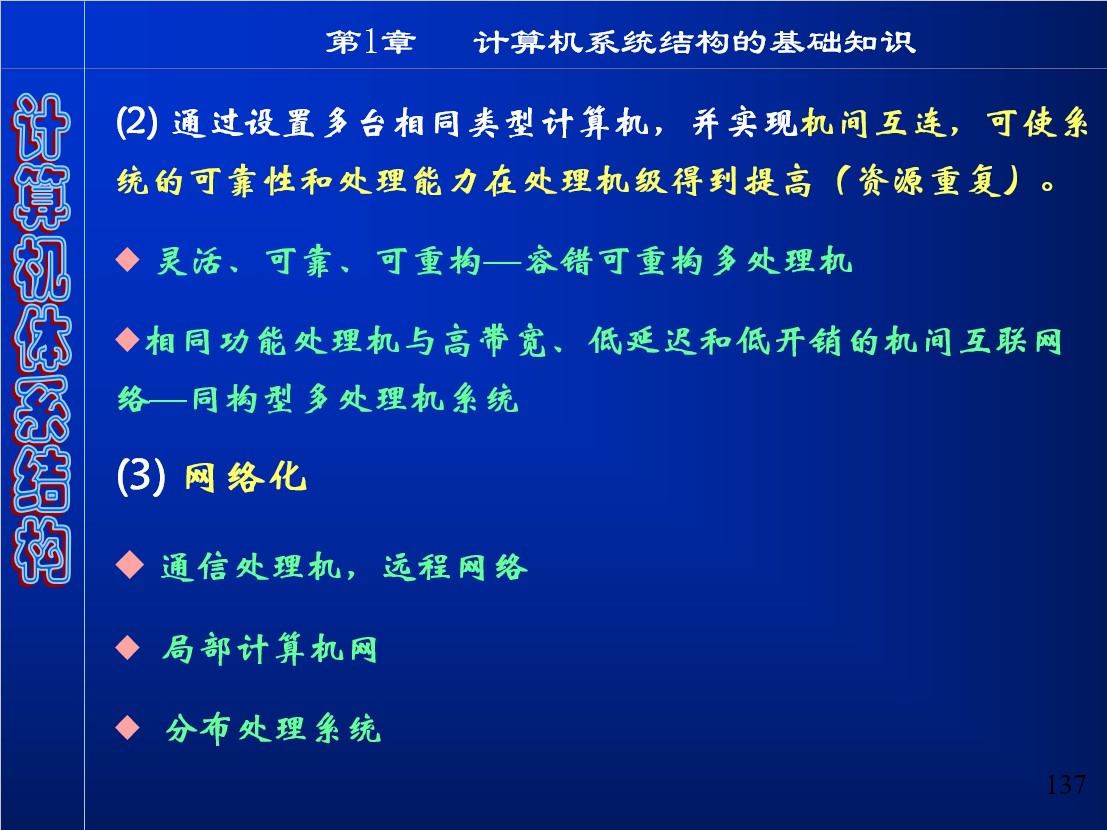 第1章 计算机系统结构的基础知识
计算机体系结构
(2) 通过设置多台相同类型计算机，并实现机间互连，可使系
统的可靠性和处理能力在处理机级得到提高（资源重复）。
◆ 灵活、可靠、可重构—容错可重构多处理机
◆相同功能处理机与高带宽、低延迟和低开销的机间互联网
络—同构型多处理机系统
(3) 网络化
◆ 通信处理机，远程网络
◆ 局部计算机网
◆ 分布处理系统
137